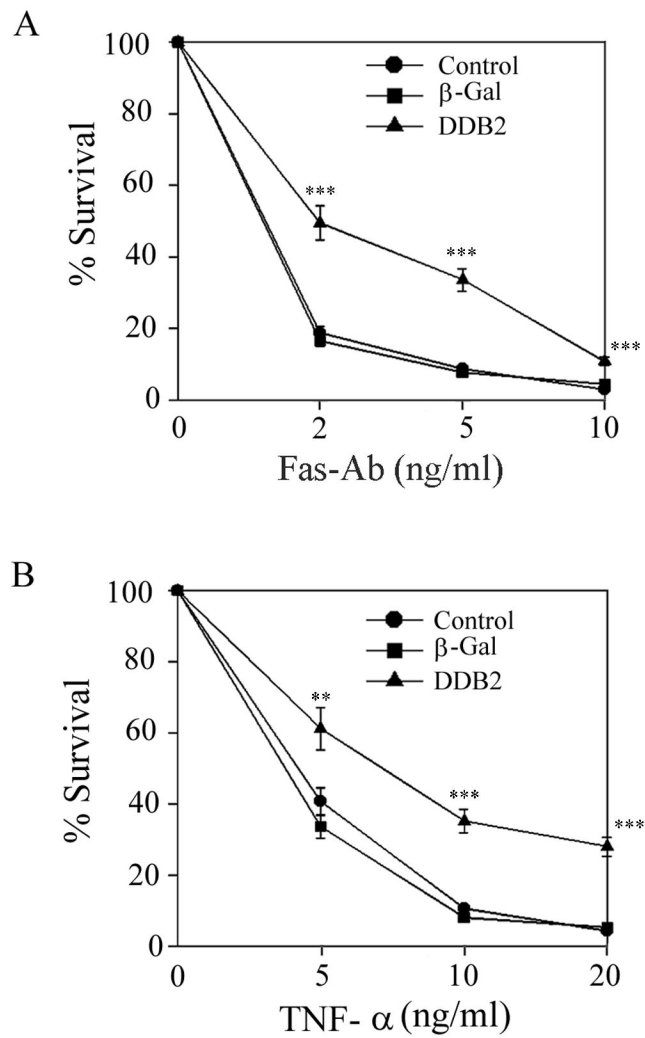 A
100
80
60
40
20
0
% Survival
Control
β-Gal
DDB2
***
***
***
0 2 5 10
Fas-Ab (ng/ml)
B
100
80
60
40
20
0
% Survival
Control
β-Gal
DDB2
**
***
***
0 5 10 20
TNF- α (ng/ml)